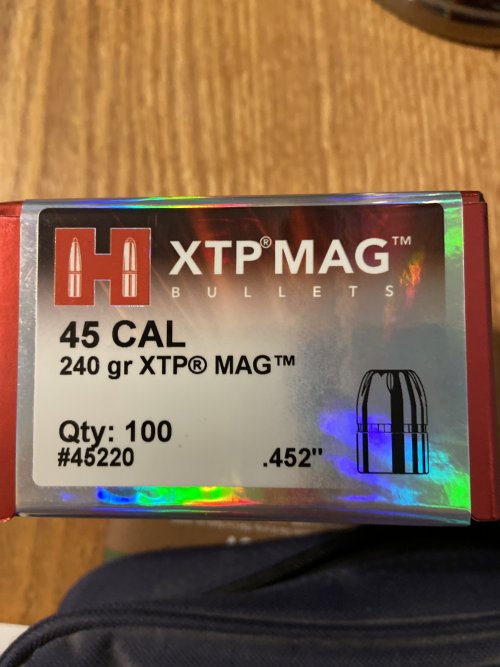 H
XTP® MAG™
BULLETS
45 CAL
240 gr XTP® MAG™
Qty: 100
#45220
.452"